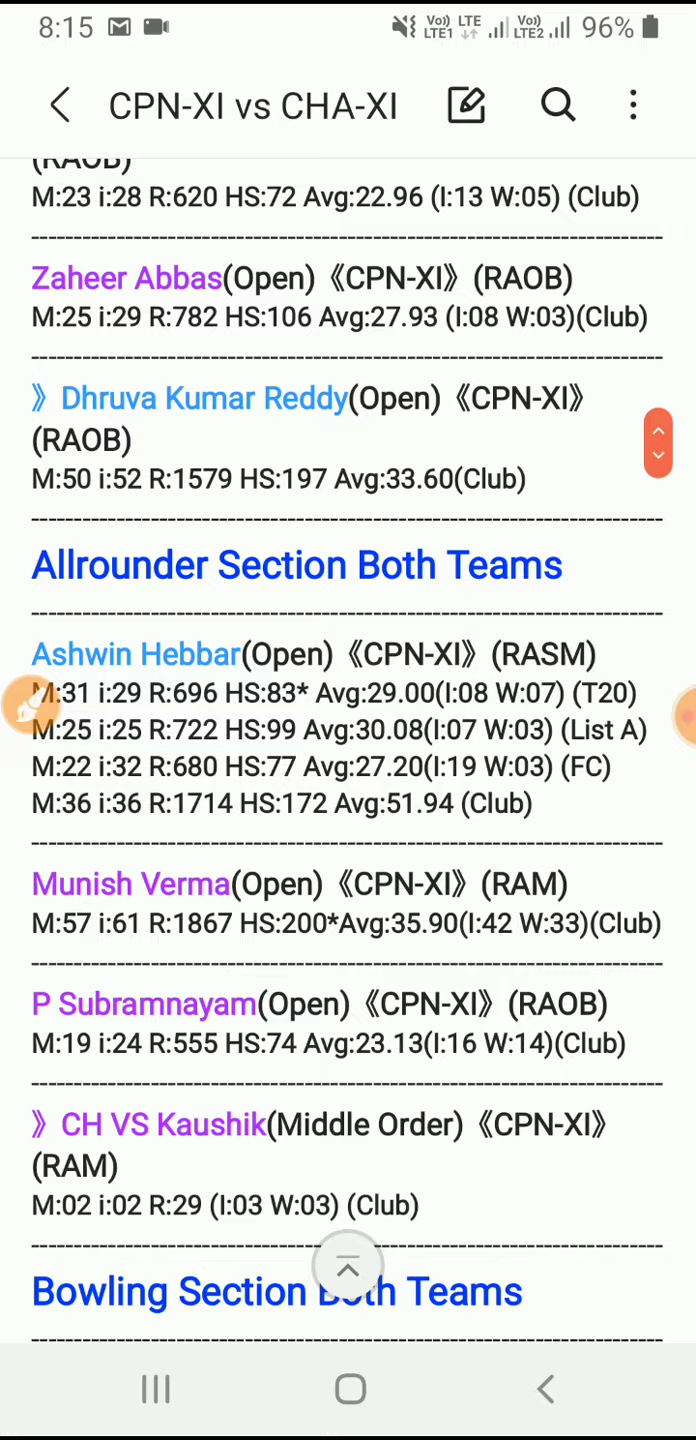 8:15 Vo) LTE LTE1 Vo) LTE2 96%
CPN-XI vs CHA-XI
(RAOB)
M:23 i:28 R:620 HS:72 Avg:22.96 (I:13 W:05) (Club)
Zaheer Abbas(Open)《CPN-XI》(RAOB)
M:25 i:29 R:782 HS:106 Avg:27.93 (I:08 W:03)(Club)
》Dhruva Kumar Reddy(Open)《CPN-XI》
(RAOB)
M:50 i:52 R:1579 HS:197 Avg:33.60(Club)
Allrounder Section Both Teams
Ashwin Hebbar(Open)《CPN-XI》(RASM)
M:31 i:29 R:696 HS:83* Avg:29.00(I:08 W:07) (T20)
M:25 i:25 R:722 HS:99 Avg:30.08(I:07 W:03) (List A)
M:22 i:32 R:680 HS:77 Avg:27.20(I:19 W:03) (FC)
M:36 i:36 R:1714 HS:172 Avg:51.94 (Club)
Munish Verma(Open)《CPN-XI》(RAM)
M:57 i:61 R:1867 HS:200*Avg:35.90(I:42 W:33)(Club)
P Subramnayam(Open)《CPN-XI》(RAOB)
M:19 i:24 R:555 HS:74 Avg:23.13(I:16 W:14)(Club)
》CH VS Kaushik(Middle Order)《CPN-XI》
(RAM)
M:02 i:02 R:29 (I:03 W:03) (Club)
Bowling Section Both Teams